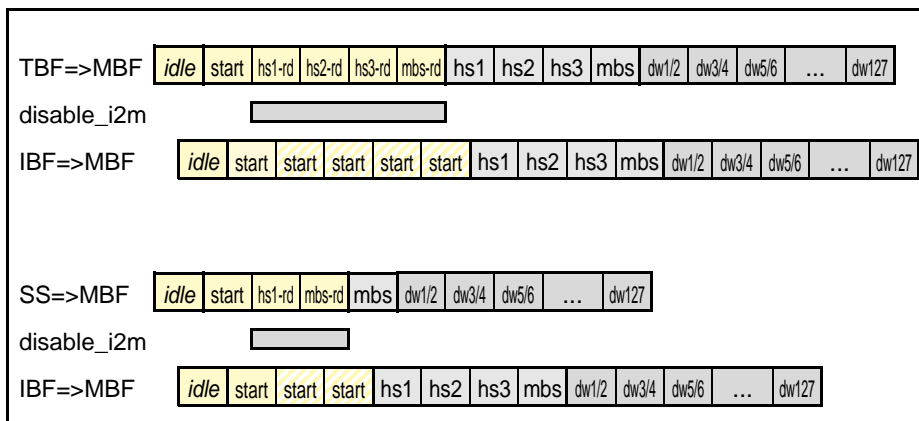 TBF=>MBF idle start hs1-rd hs2-rd hs3-rd mbs-rd hs1 hs2 hs3 mbs dw1/2 dw3/4 dw5/6 ... dw127
disable_i2m
IBF=>MBF idle start start start start start hs1 hs2 hs3 mbs dw1/2 dw3/4 dw5/6 ... dw127
SS=>MBF idle start hs1-rd mbs-rd mbs dw1/2 dw3/4 dw5/6 ... dw127
disable_i2m
IBF=>MBF idle start start start hs1 hs2 hs3 mbs dw1/2 dw3/4 dw5/6 ... dw127